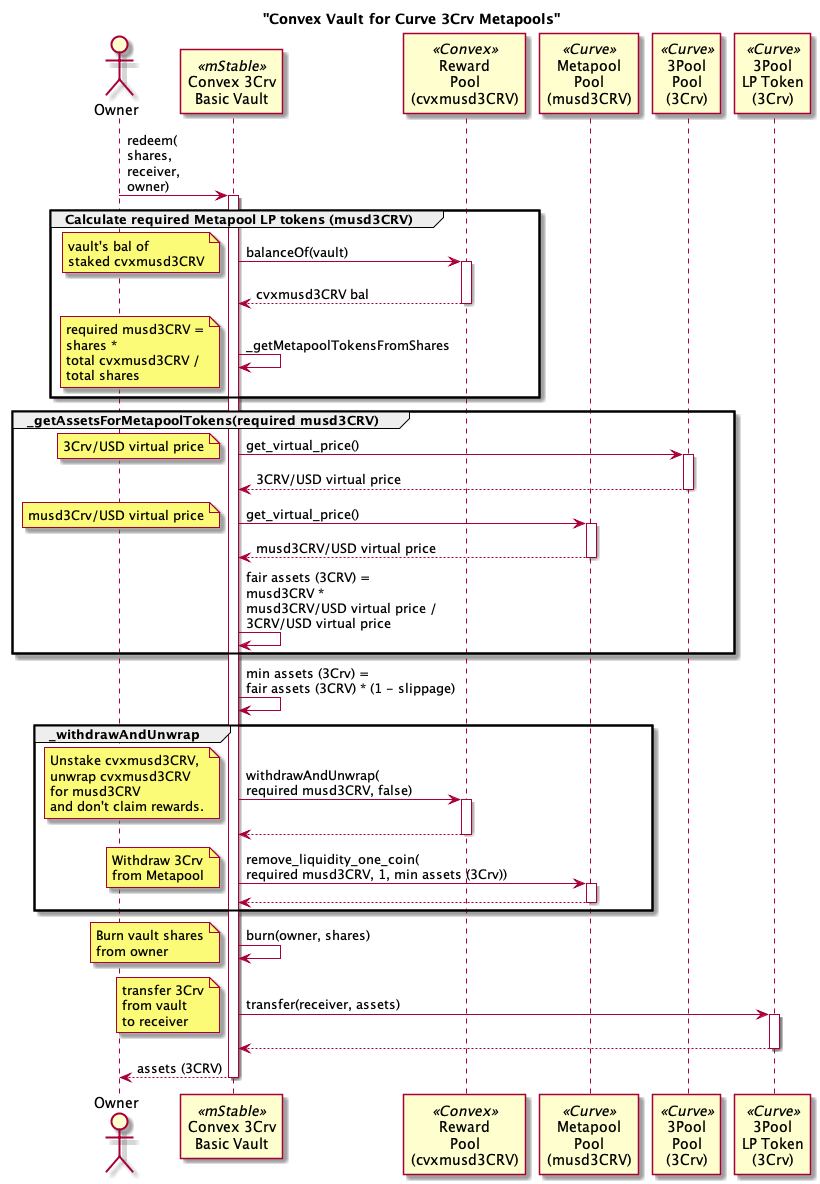 "Convex Vault for Curve 3Crv Metapools"
Owner
«mStable»
Convex 3Crv
Basic Vault
«Convex»
Reward
Pool
(cvxmusd3CRV)
«Curve»
Metapool
Pool
(musd3CRV)
«Curve»
3Pool
Pool
(3Crv)
«Curve»
3Pool
LP Token
(3Crv)
redeem(
shares,
receiver,
owner)
Calculate required Metapool LP tokens (musd3CRV)
vault's bal of
staked cvxmusd3CRV
balanceOf(vault)
cvxmusd3CRV bal
required musd3CRV =
shares *
total cvxmusd3CRV /
total shares
_getMetapoolTokensFromShares
_getAssetsForMetapoolTokens(required musd3CRV)
3Crv/USD virtual price
get_virtual_price()
3CRV/USD virtual price
musd3Crv/USD virtual price
get_virtual_price()
musd3CRV/USD virtual price
fair assets (3CRV) =
musd3CRV *
musd3CRV/USD virtual price /
3CRV/USD virtual price
min assets (3Crv) =
fair assets (3CRV) * (1 - slippage)
_withdrawAndUnwrap
Unstake cvxmusd3CRV,
unwrap cvxmusd3CRV
for musd3CRV
and don't claim rewards.
withdrawAndUnwrap(
required musd3CRV, false)
Withdraw 3Crv
from Metapool
remove_liquidity_one_coin(
required musd3CRV, 1, min assets (3Crv))
Burn vault shares
from owner
burn(owner, shares)
transfer 3Crv
from vault
to receiver
transfer(receiver, assets)
assets (3CRV)
Owner
«mStable»
Convex 3Crv
Basic Vault
«Convex»
Reward
Pool
(cvxmusd3CRV)
«Curve»
Metapool
Pool
(musd3CRV)
«Curve»
3Pool
Pool
(3Crv)
«Curve»
3Pool
LP Token
(3Crv)